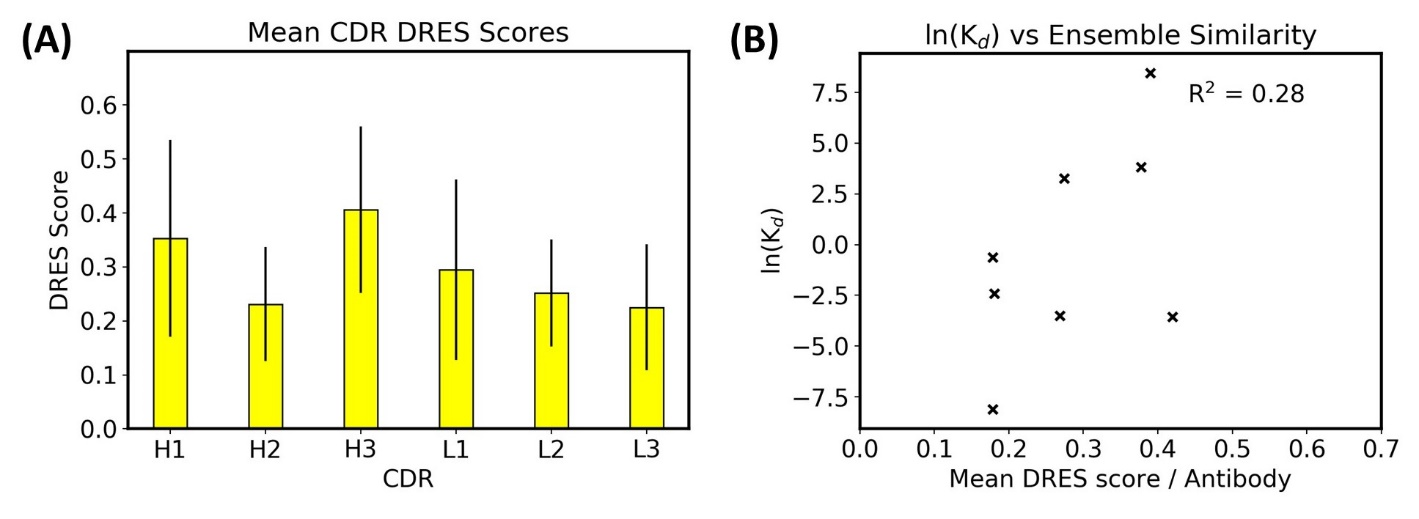 (A)
Mean CDR DRES Scores
DRES Score
0.6
0.5
0.4
0.3
0.2
0.1
0.0
H1 H2 H3 L1 L2 L3
CDR
(B)
ln(K_d) vs Ensemble Similarity
R² = 0.28
ln(K_d)
7.5
5.0
2.5
0.0
−2.5
−5.0
−7.5
0.0 0.1 0.2 0.3 0.4 0.5 0.6 0.7
Mean DRES score / Antibody